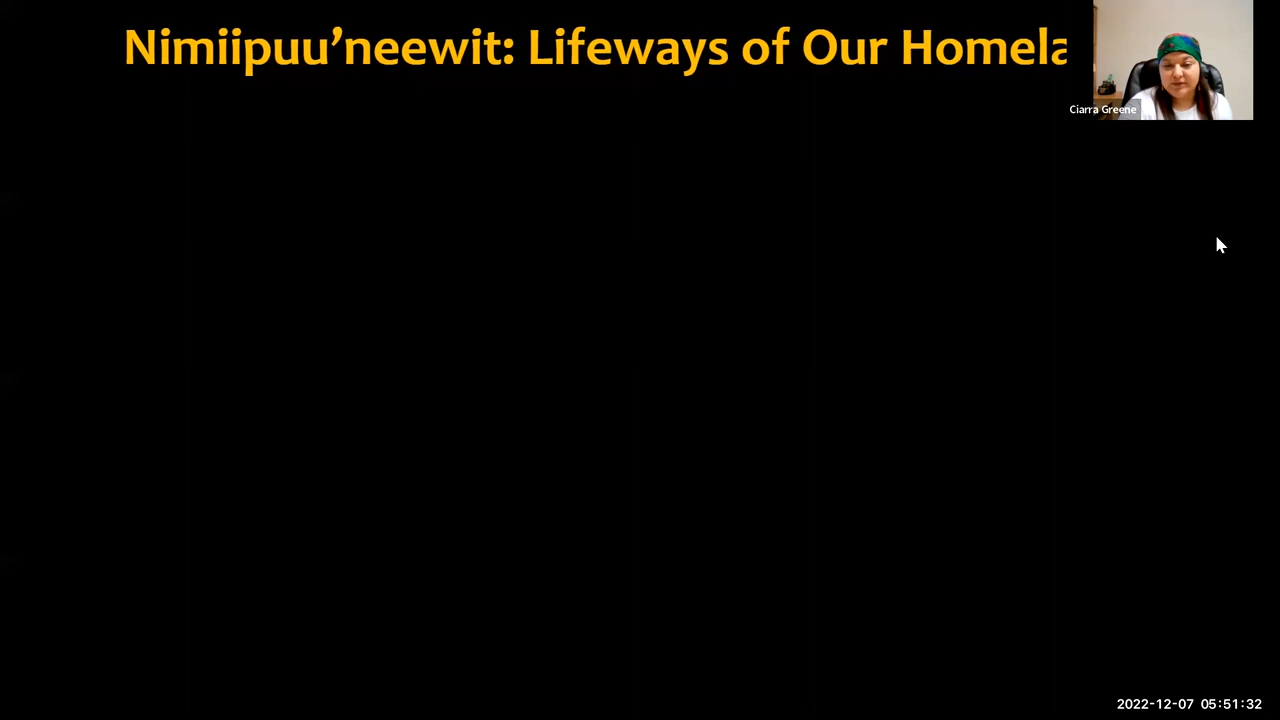 Nimiipuu’neewit: Lifeways of Our Homela
Ciarra Greene
2022-12-07 05:51:32